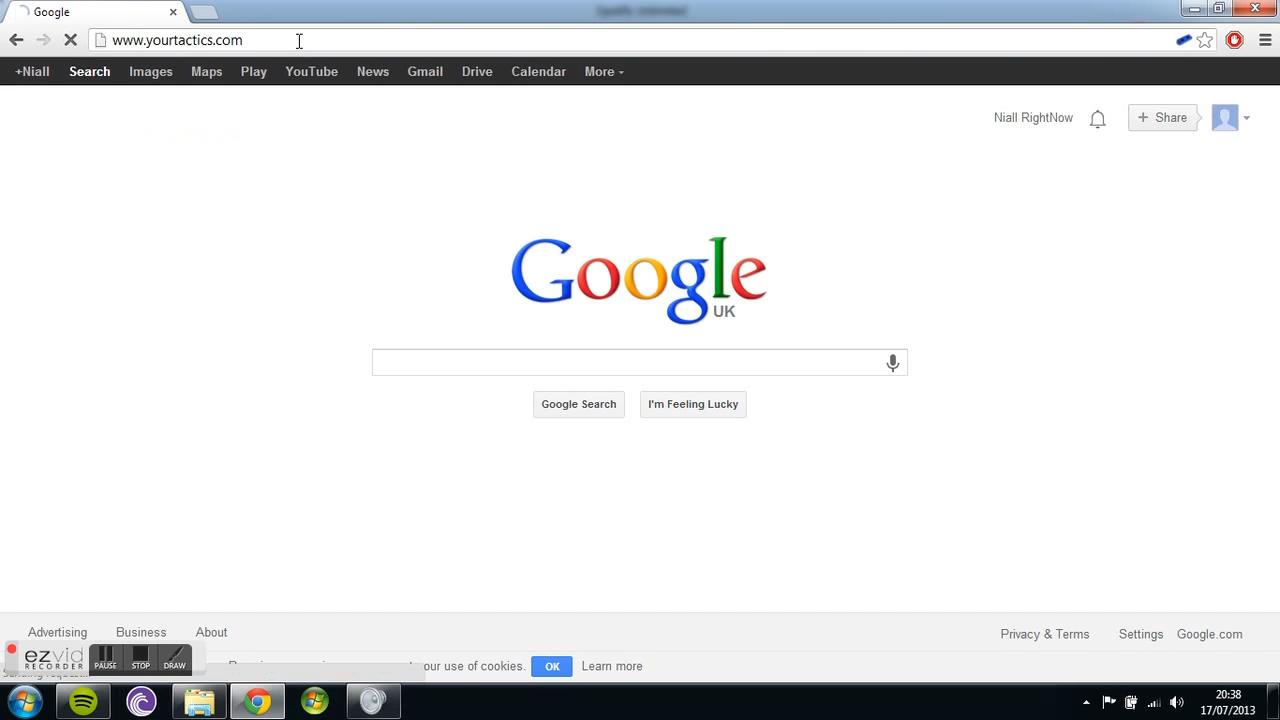 Google
www.yourtactics.com
+Niall Search Images Maps Play YouTube News Gmail Drive Calendar More
Niall RightNow + Share
Google
UK
Google Search I'm Feeling Lucky
Advertising Business About Privacy & Terms Settings Google.com
ezvid
RECORDER
PAUSE STOP DRAW
our use of cookies. OK Learn more
20:38
17/07/2013